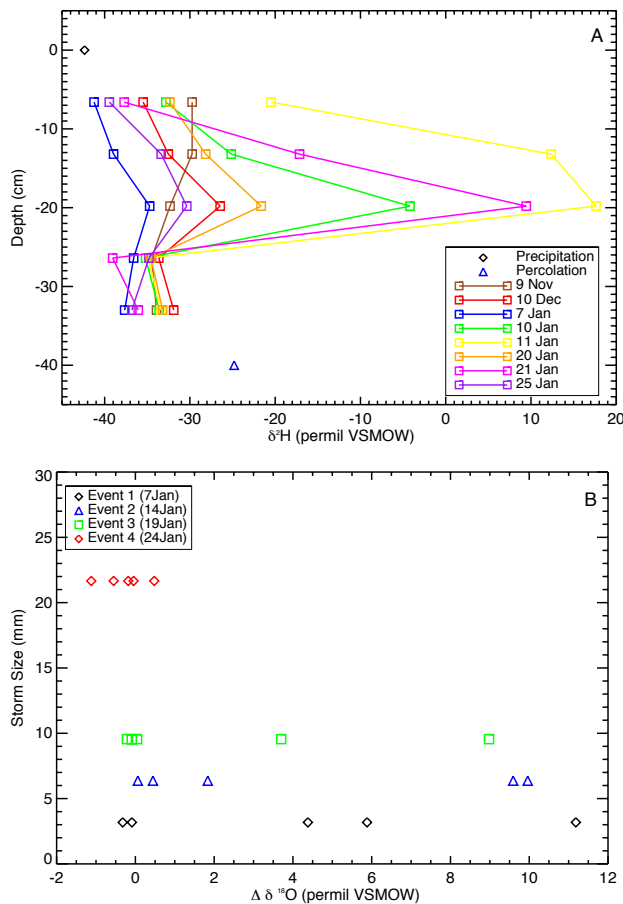 A
0
-10
-20
-30
-40
Depth (cm)
Precipitation
Percolation
9 Nov
10 Dec
7 Jan
10 Jan
11 Jan
20 Jan
21 Jan
25 Jan
-40 -30 -20 -10 0 10 20
δ²H (permil VSMOW)
B
30
25
20
15
10
5
0
Storm Size (mm)
Event 1 (7Jan)
Event 2 (14Jan)
Event 3 (19Jan)
Event 4 (24Jan)
-2 0 2 4 6 8 10 12
Δ δ ¹⁸O (permil VSMOW)